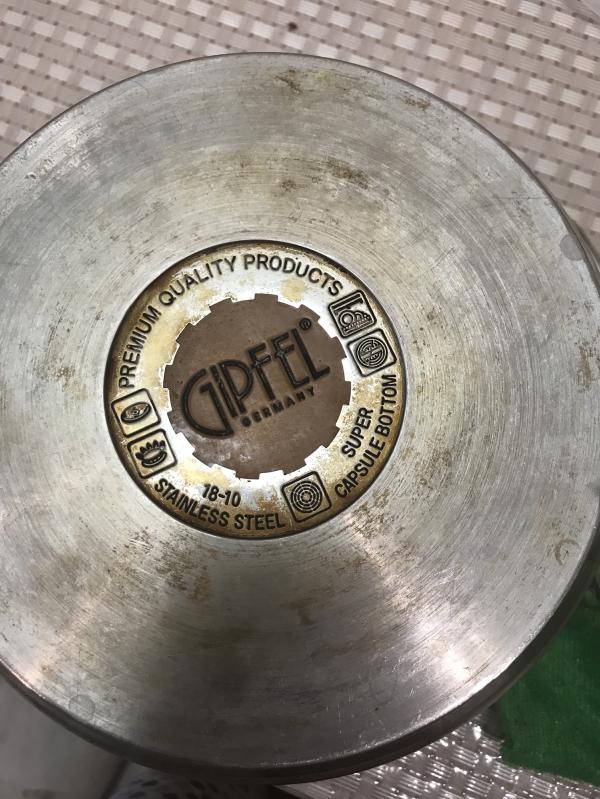 PREMIUM QUALITY PRODUCTS
GIPFEL®
GERMANY
SUPER
CAPSULE BOTTOM
18-10
STAINLESS STEEL